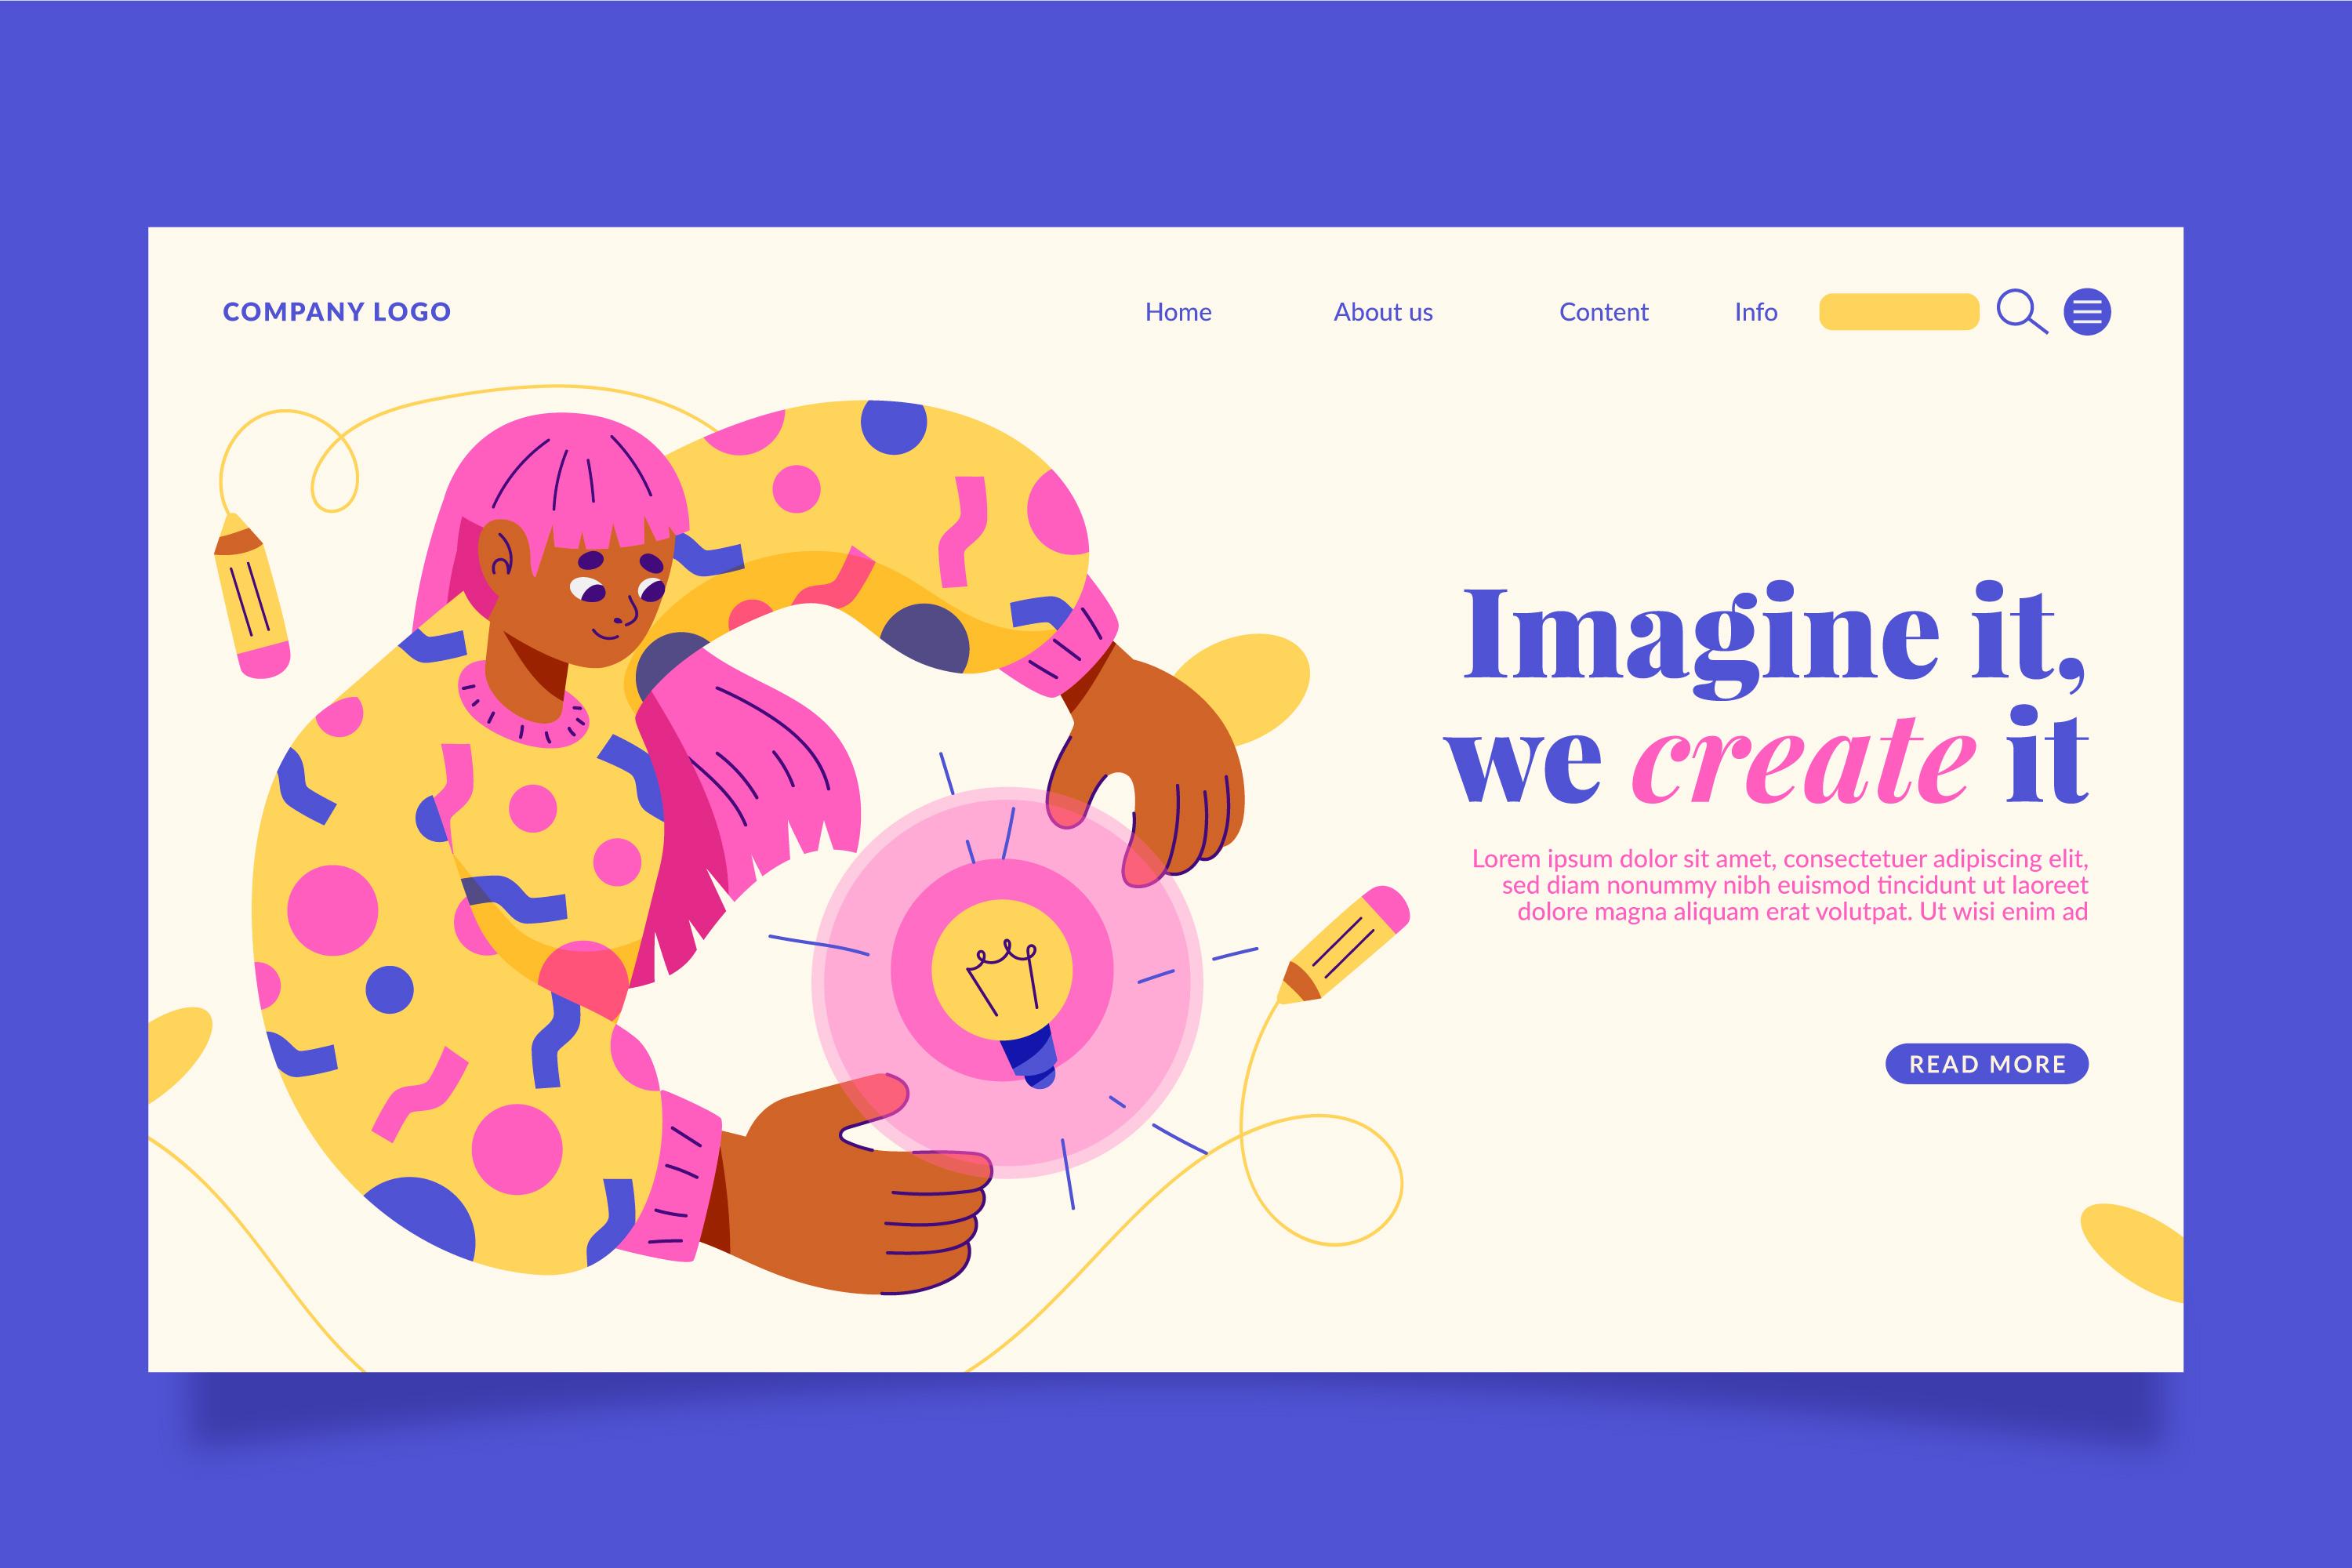 COMPANY LOGO
Home About us Content Info
Imagine it,
we create it
Lorem ipsum dolor sit amet, consectetuer adipiscing elit,
sed diam nonummy nibh euismod tincidunt ut laoreet
dolore magna aliquam erat volutpat. Ut wisi enim ad
READ MORE